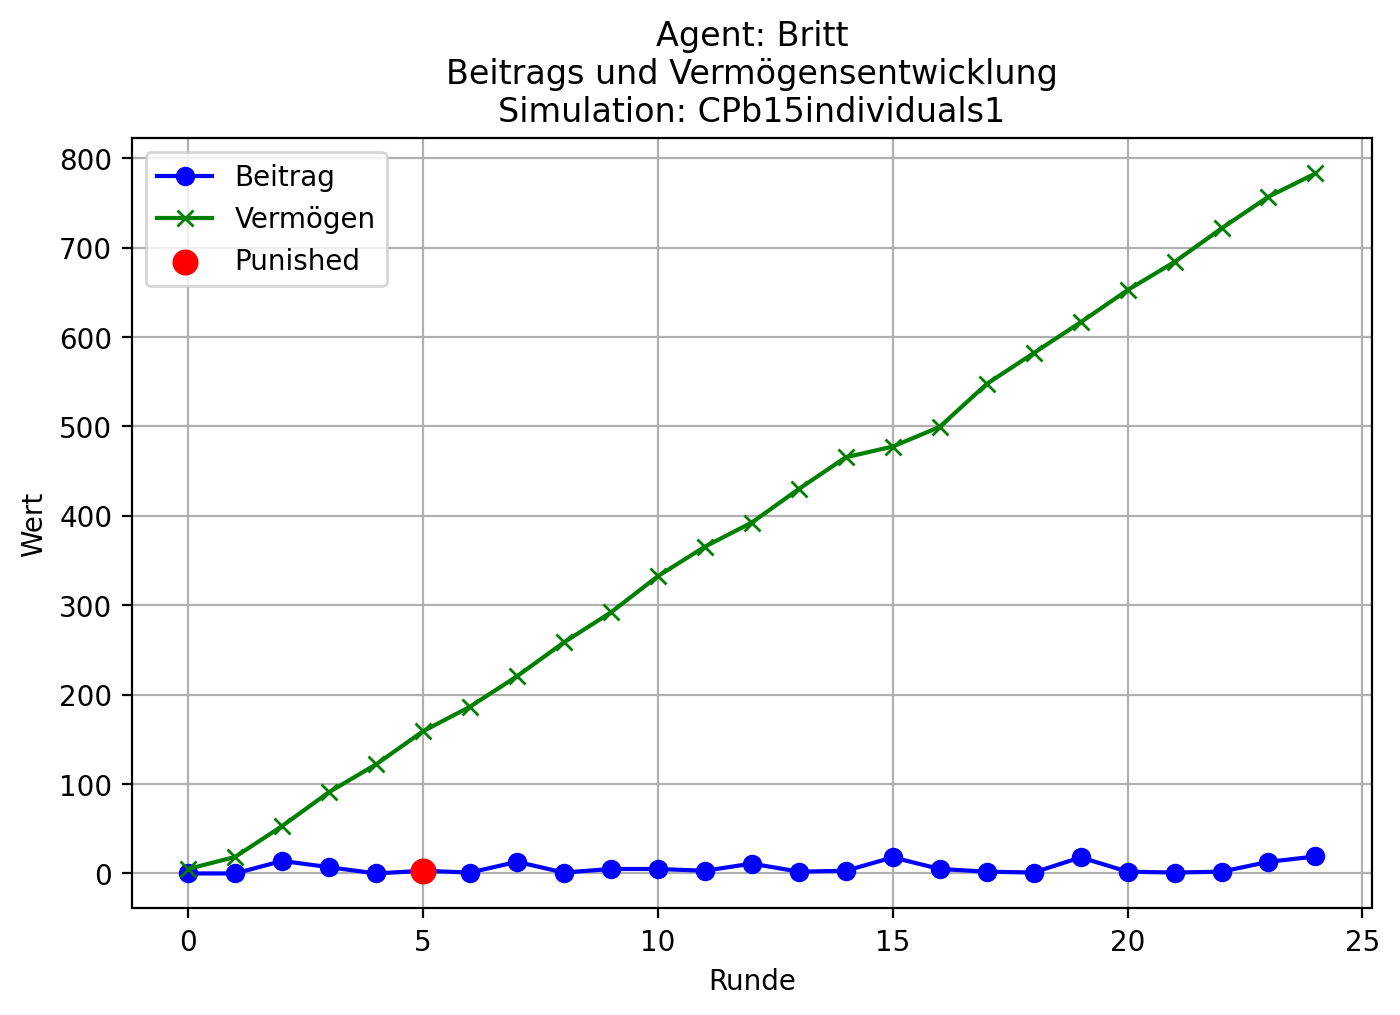 Agent: Britt
Beitrags und Vermögensentwicklung
Simulation: CPb15individuals1
Beitrag
Vermögen
Punished
800
700
600
500
400
300
200
100
0
Wert
0 5 10 15 20 25
Runde